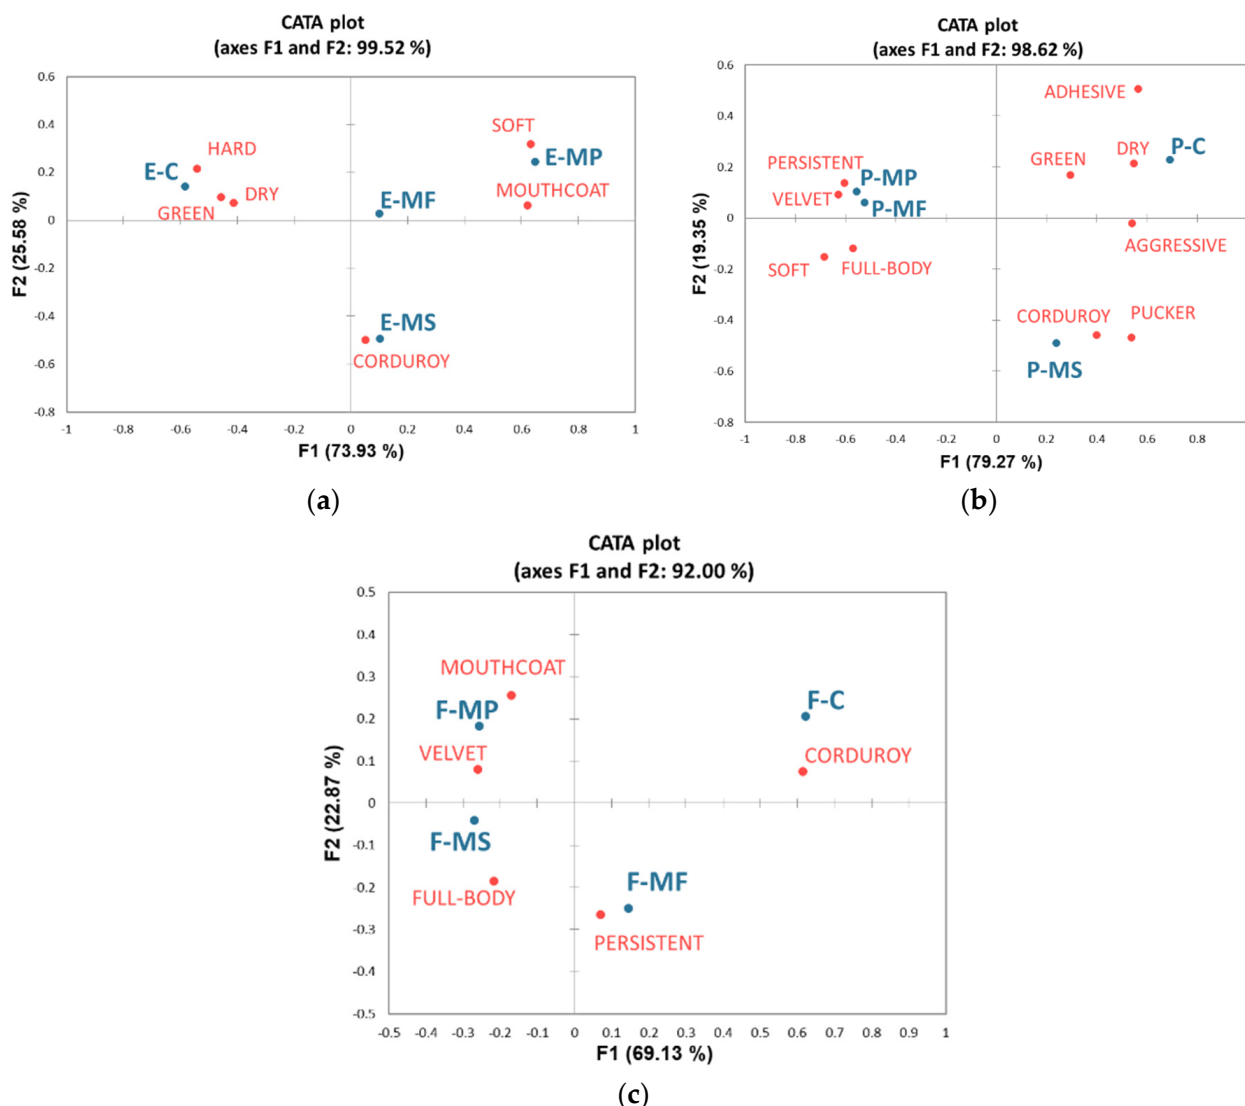 CATA plot
(axes F1 and F2: 99.52 %)
0.6
0.4
0.2
0
-0.2
-0.4
-0.6
-0.8
F2 (25.58 %)
SOFT
E-MP
HARD
E-C
MOUTHCOAT
DRY
GREEN
E-MF
E-MS
CORDUROY
-1
-0.8
-0.6
-0.4
-0.2
0
0.2
0.4
0.6
0.8
1
F1 (73.93 %)
(a)
CATA plot
(axes F1 and F2: 98.62 %)
0.6
0.4
0.2
0
-0.2
-0.4
-0.6
-0.8
F2 (19.35 %)
ADHESIVE
P-C
DRY
GREEN
PERSISTENT
P-MP
VELVET
P-MF
AGGRESSIVE
SOFT
FULL-BODY
CORDUROY
PUCKER
P-MS
-1
-0.8
-0.6
-0.4
-0.2
0
0.2
0.4
0.6
0.8
F1 (79.27 %)
(b)
CATA plot
(axes F1 and F2: 92.00 %)
0.5
0.4
0.3
0.2
0.1
0
-0.1
-0.2
-0.3
-0.4
-0.5
F2 (22.87 %)
MOUTHCOAT
F-MP
F-C
VELVET
CORDUROY
F-MS
FULL-BODY
F-MF
PERSISTENT
-0.5
-0.4
-0.3
-0.2
-0.1
0
0.1
0.2
0.3
0.4
0.5
0.6
0.7
0.8
0.9
1
F1 (69.13 %)
(c)